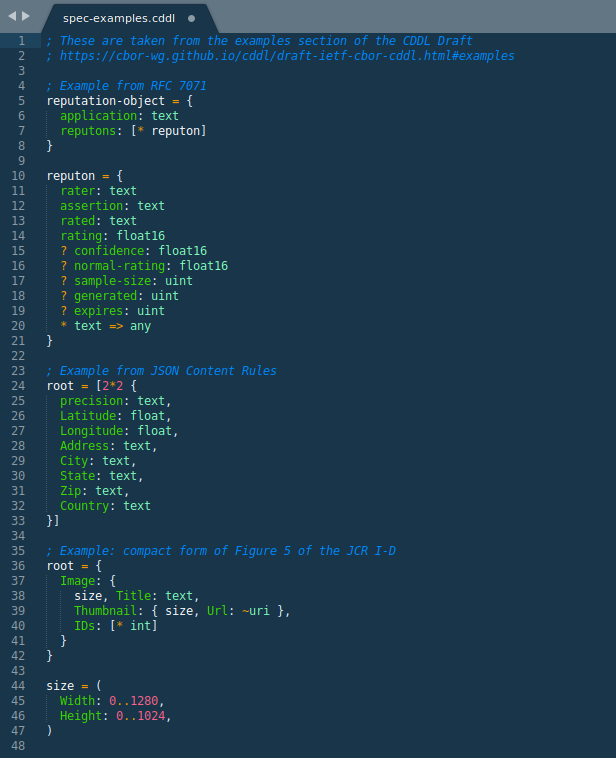 spec-examples.cddl
1 ; These are taken from the examples section of the CDDL Draft
2 ; https://cbor-wg.github.io/cddl/draft-ietf-cbor-cddl.html#examples
3
4 ; Example from RFC 7071
5 reputation-object = {
6   application: text
7   reputons: [* reputon]
8 }
9
10 reputon = {
11   rater: text
12   assertion: text
13   rated: text
14   rating: float16
15   ? confidence: float16
16   ? normal-rating: float16
17   ? sample-size: uint
18   ? generated: uint
19   ? expires: uint
20   * text => any
21 }
22
23 ; Example from JSON Content Rules
24 root = [2*2 {
25   precision: text,
26   Latitude: float,
27   Longitude: float,
28   Address: text,
29   City: text,
30   State: text,
31   Zip: text,
32   Country: text
33 }]
34
35 ; Example: compact form of Figure 5 of the JCR I-D
36 root = {
37   Image: {
38     size, Title: text,
39     Thumbnail: { size, Url: ~uri },
40     IDs: [* int]
41   }
42 }
43
44 size = (
45   Width: 0..1280,
46   Height: 0..1024,
47 )
48